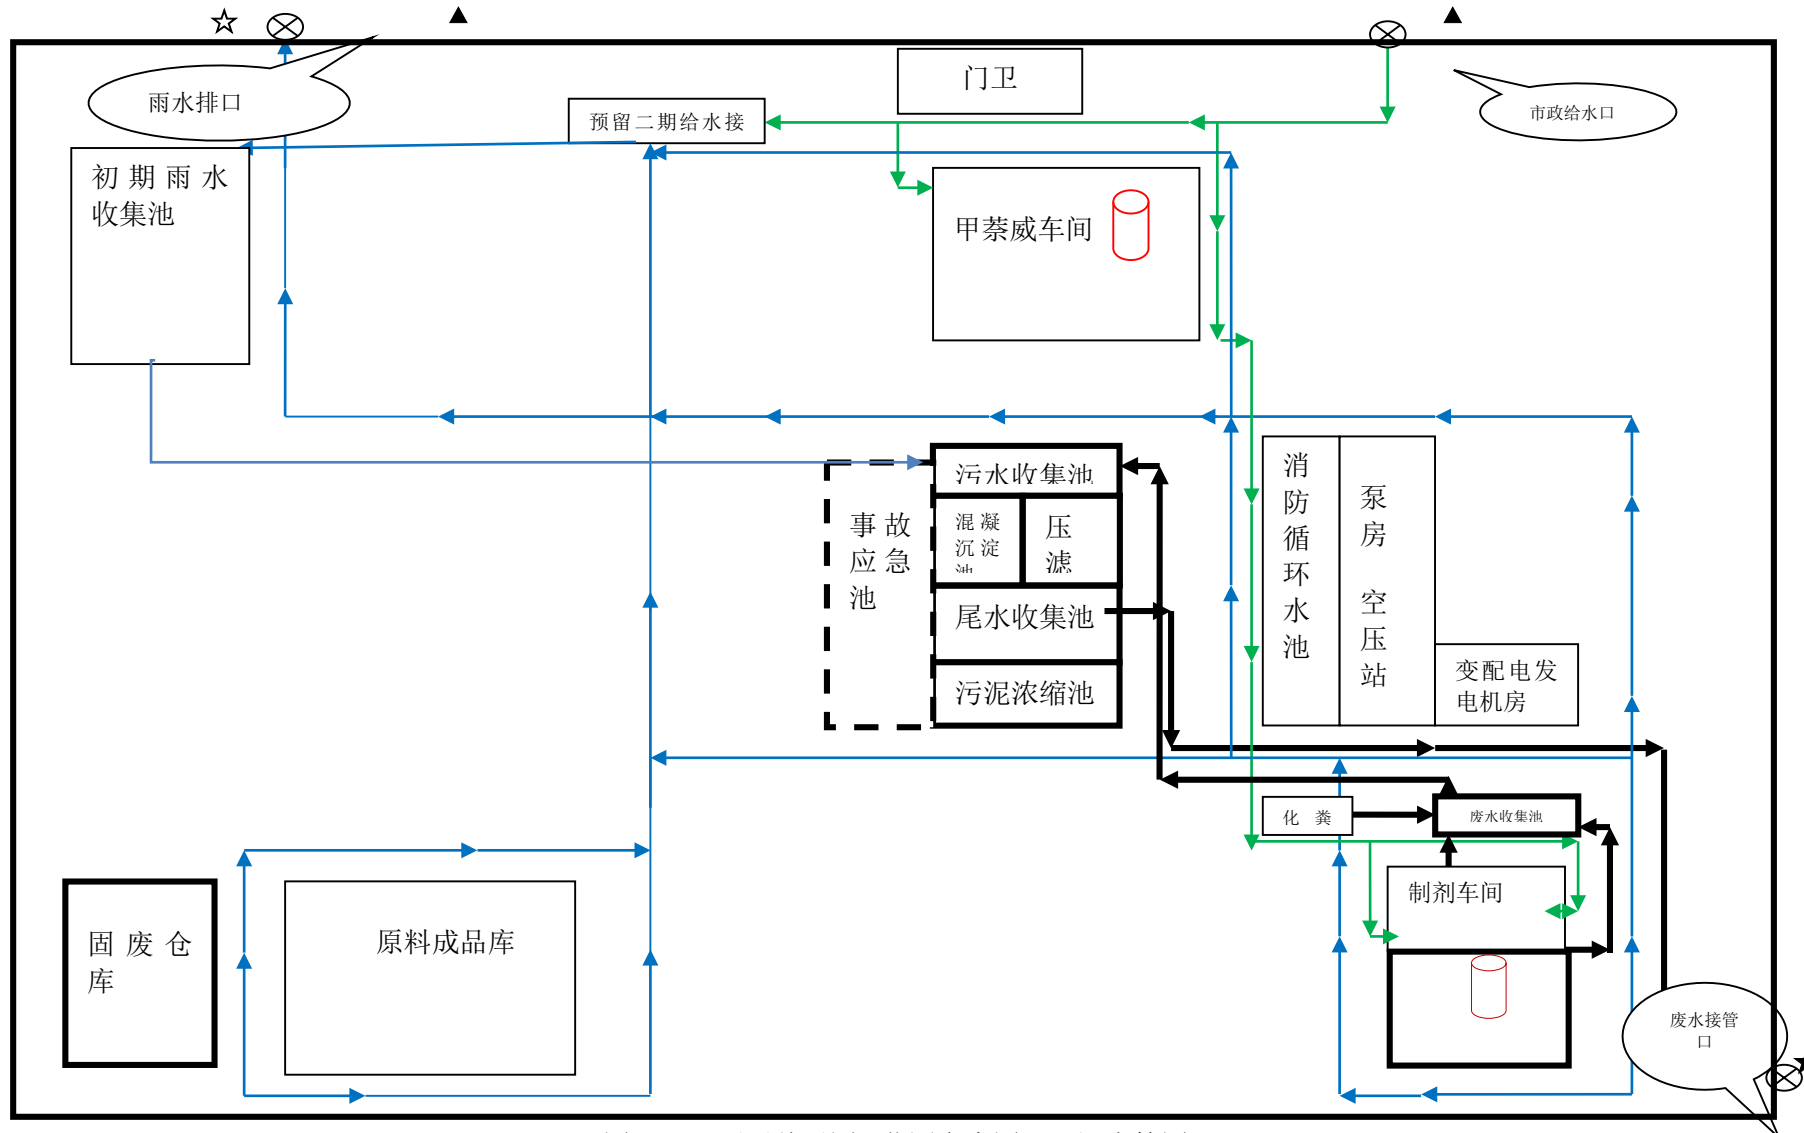 门卫
雨水排口
市政给水口
预留二期给水接
初期雨水
收集池
甲萘威车间
污水收集池
混凝
沉淀
池
压
滤
事故
应急
池
尾水收集池
污泥浓缩池
消
防
循
环
水
池
泵
房
空
压
站
变配电发
电机房
化 粪
废水收集池
制剂车间
固废仓
库
原料成品库
废水接管
口